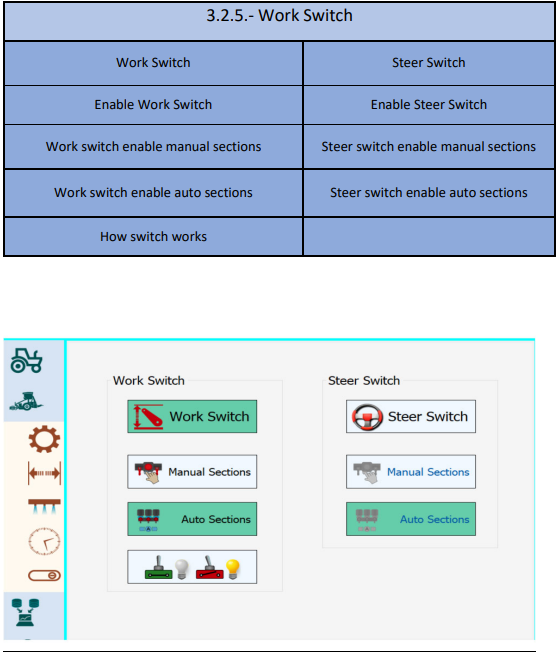 3.2.5.- Work Switch
Work Switch Steer Switch
Enable Work Switch Enable Steer Switch
Work switch enable manual sections Steer switch enable manual sections
Work switch enable auto sections Steer switch enable auto sections
How switch works
Work Switch Steer Switch
Work Switch Steer Switch
Manual Sections Manual Sections
Auto Sections Auto Sections